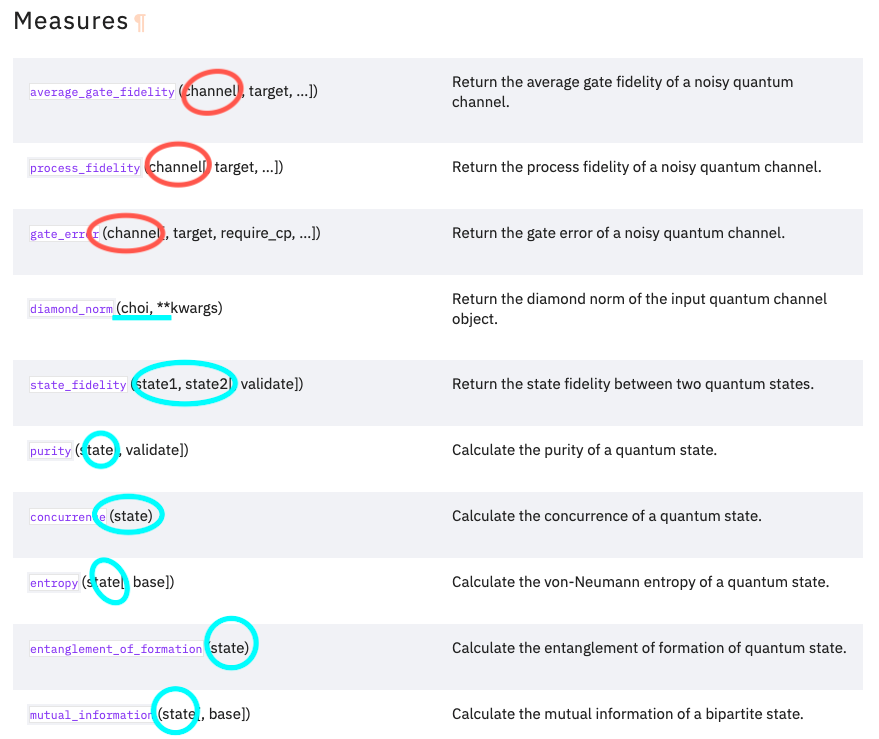 Measures ¶
average_gate_fidelity (channel[, target, ...])
Return the average gate fidelity of a noisy quantum
channel.
process_fidelity (channel[, target, ...])
Return the process fidelity of a noisy quantum channel.
gate_error (channel[, target, require_cp, ...])
Return the gate error of a noisy quantum channel.
diamond_norm (choi, **kwargs)
Return the diamond norm of the input quantum channel
object.
state_fidelity (state1, state2[, validate])
Return the state fidelity between two quantum states.
purity (state[, validate])
Calculate the purity of a quantum state.
concurrence (state)
Calculate the concurrence of a quantum state.
entropy (state[, base])
Calculate the von-Neumann entropy of a quantum state.
entanglement_of_formation (state)
Calculate the entanglement of formation of quantum state.
mutual_information (state[, base])
Calculate the mutual information of a bipartite state.